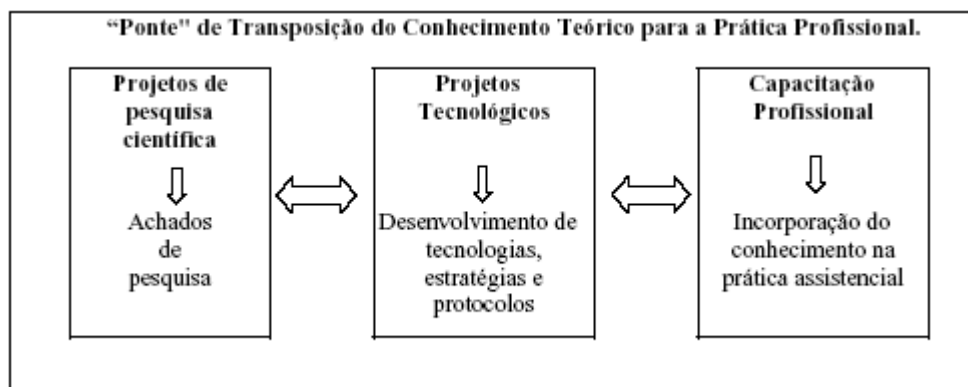 “Ponte" de Transposição do Conhecimento Teórico para a Prática Profissional.
Projetos de
pesquisa
científica
Achados
de
pesquisa
Projetos
Tecnológicos
Desenvolvimento de
tecnologias,
estratégias e
protocolos
Capacitação
Profissional
Incorporação do
conhecimento na
prática assistencial